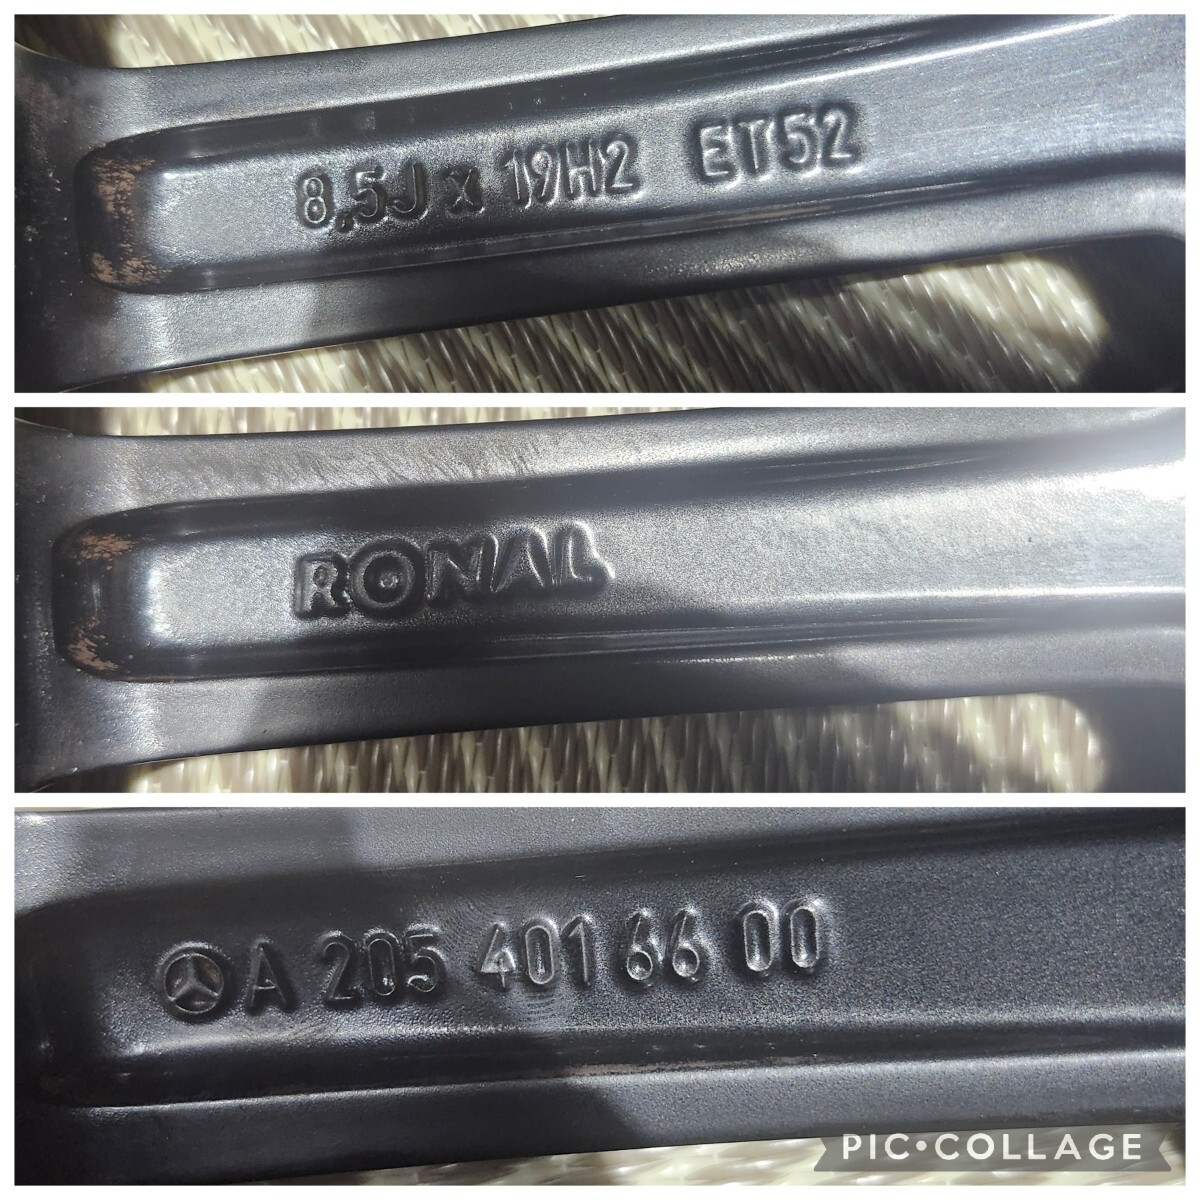 8,5J x 19H2 ET52
RONAL
A 205 401 66 00
PIC•COLLAGE